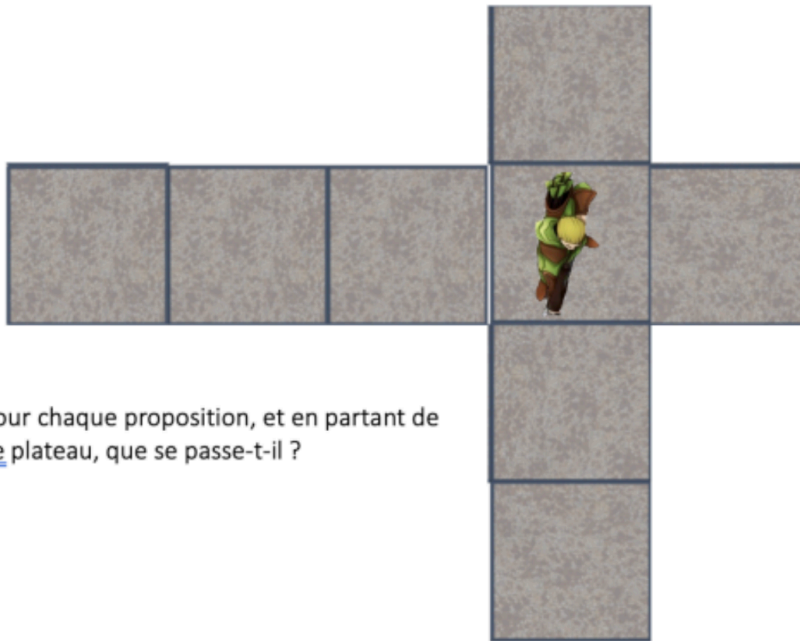 our chaque proposition, et en partant de
e plateau, que se passe-t-il ?